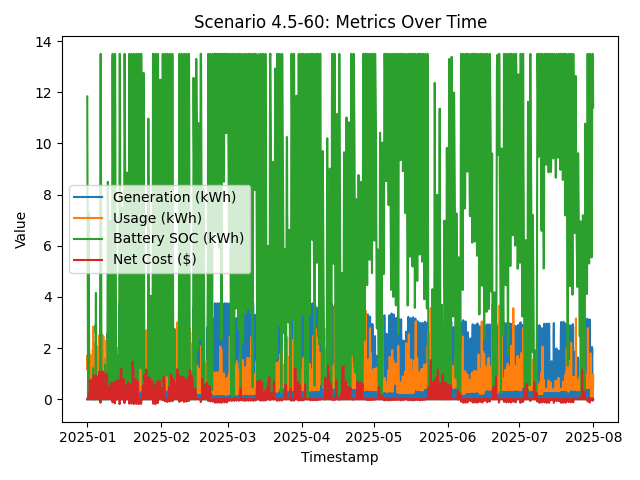 Scenario 4.5-60: Metrics Over Time
14
12
10
8
6
4
2
0
Value
Generation (kWh)
Usage (kWh)
Battery SOC (kWh)
Net Cost ($)
2025-01 2025-02 2025-03 2025-04 2025-05 2025-06 2025-07 2025-08
Timestamp